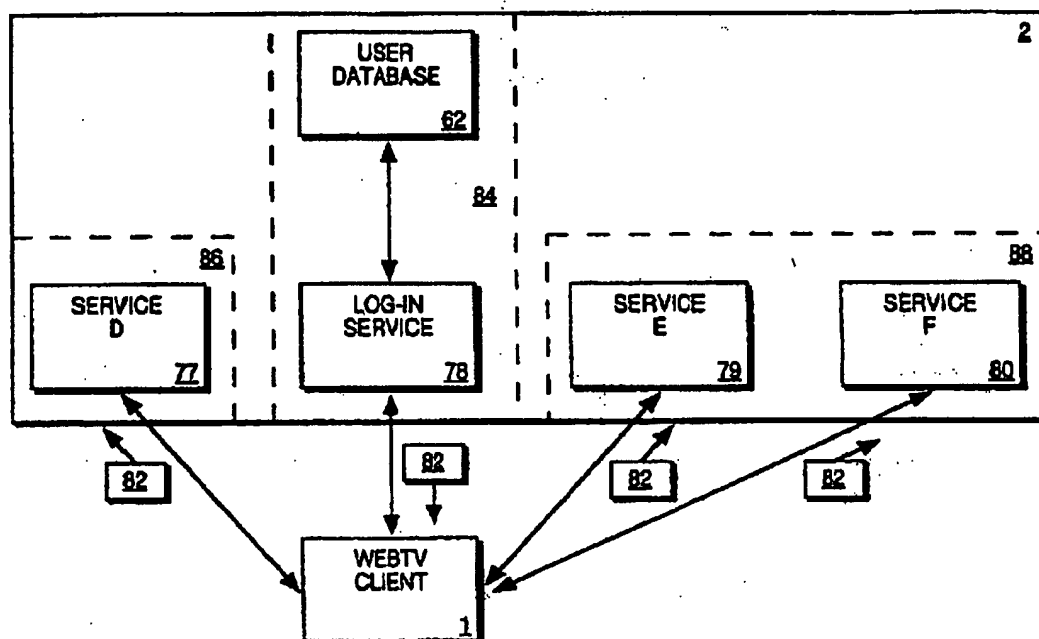 2
USER
DATABASE
62
84
86
88
SERVICE
D
77
LOG-IN
SERVICE
78
SERVICE
E
79
SERVICE
F
80
82
82
82
82
WEBTV
CLIENT
1